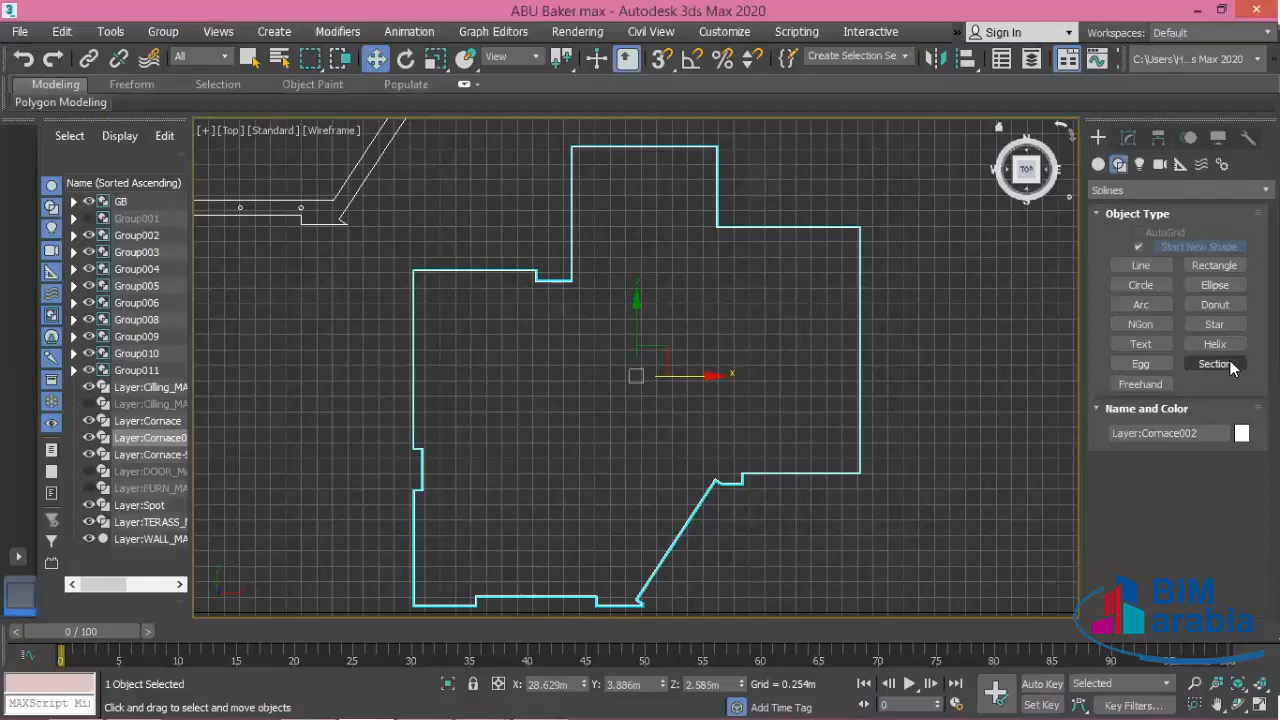 ABU Baker.max - Autodesk 3ds Max 2020
File Edit Tools Group Views Create Modifiers Animation Graph Editors Rendering Civil View Customize Scripting Interactive Sign In Workspaces: Default
All View Create Selection Se C:\Users\H...s Max 2020
Modeling Freeform Selection Object Paint Populate
Polygon Modeling
Select Display Edit
Name (Sorted Ascending)
GB
Group001
Group002
Group003
Group004
Group005
Group006
Group008
Group009
Group010
Group011
Layer:Cilling_MA
Layer:Cilling_MA
Layer:Cornace
Layer:Cornace0
Layer:Cornace-S
Layer:DOOR_MA
Layer:FURN_MA
Layer:Spot
Layer:TERASS_M
Layer:WALL_MA
[+] [Top] [Standard] [Wireframe]
N
W TOP E
S
x
Splines
Object Type
AutoGrid
Start New Shape
Line Rectangle
Circle Ellipse
Arc Donut
NGon Star
Text Helix
Egg Section
Freehand
Name and Color
Layer:Cornace002
BIM
arabia
0 / 100
0 5 10 15 20 25 30 35 40 45 50 55 60 65 70 75 80 85 90 95 100
1 Object Selected X: 28.629m Y: 3.886m Z: 2.585m Grid = 0.254m Auto Key Selected
MAXScript Mi Click and drag to select and move objects Add Time Tag 0 Set Key Key Filters...